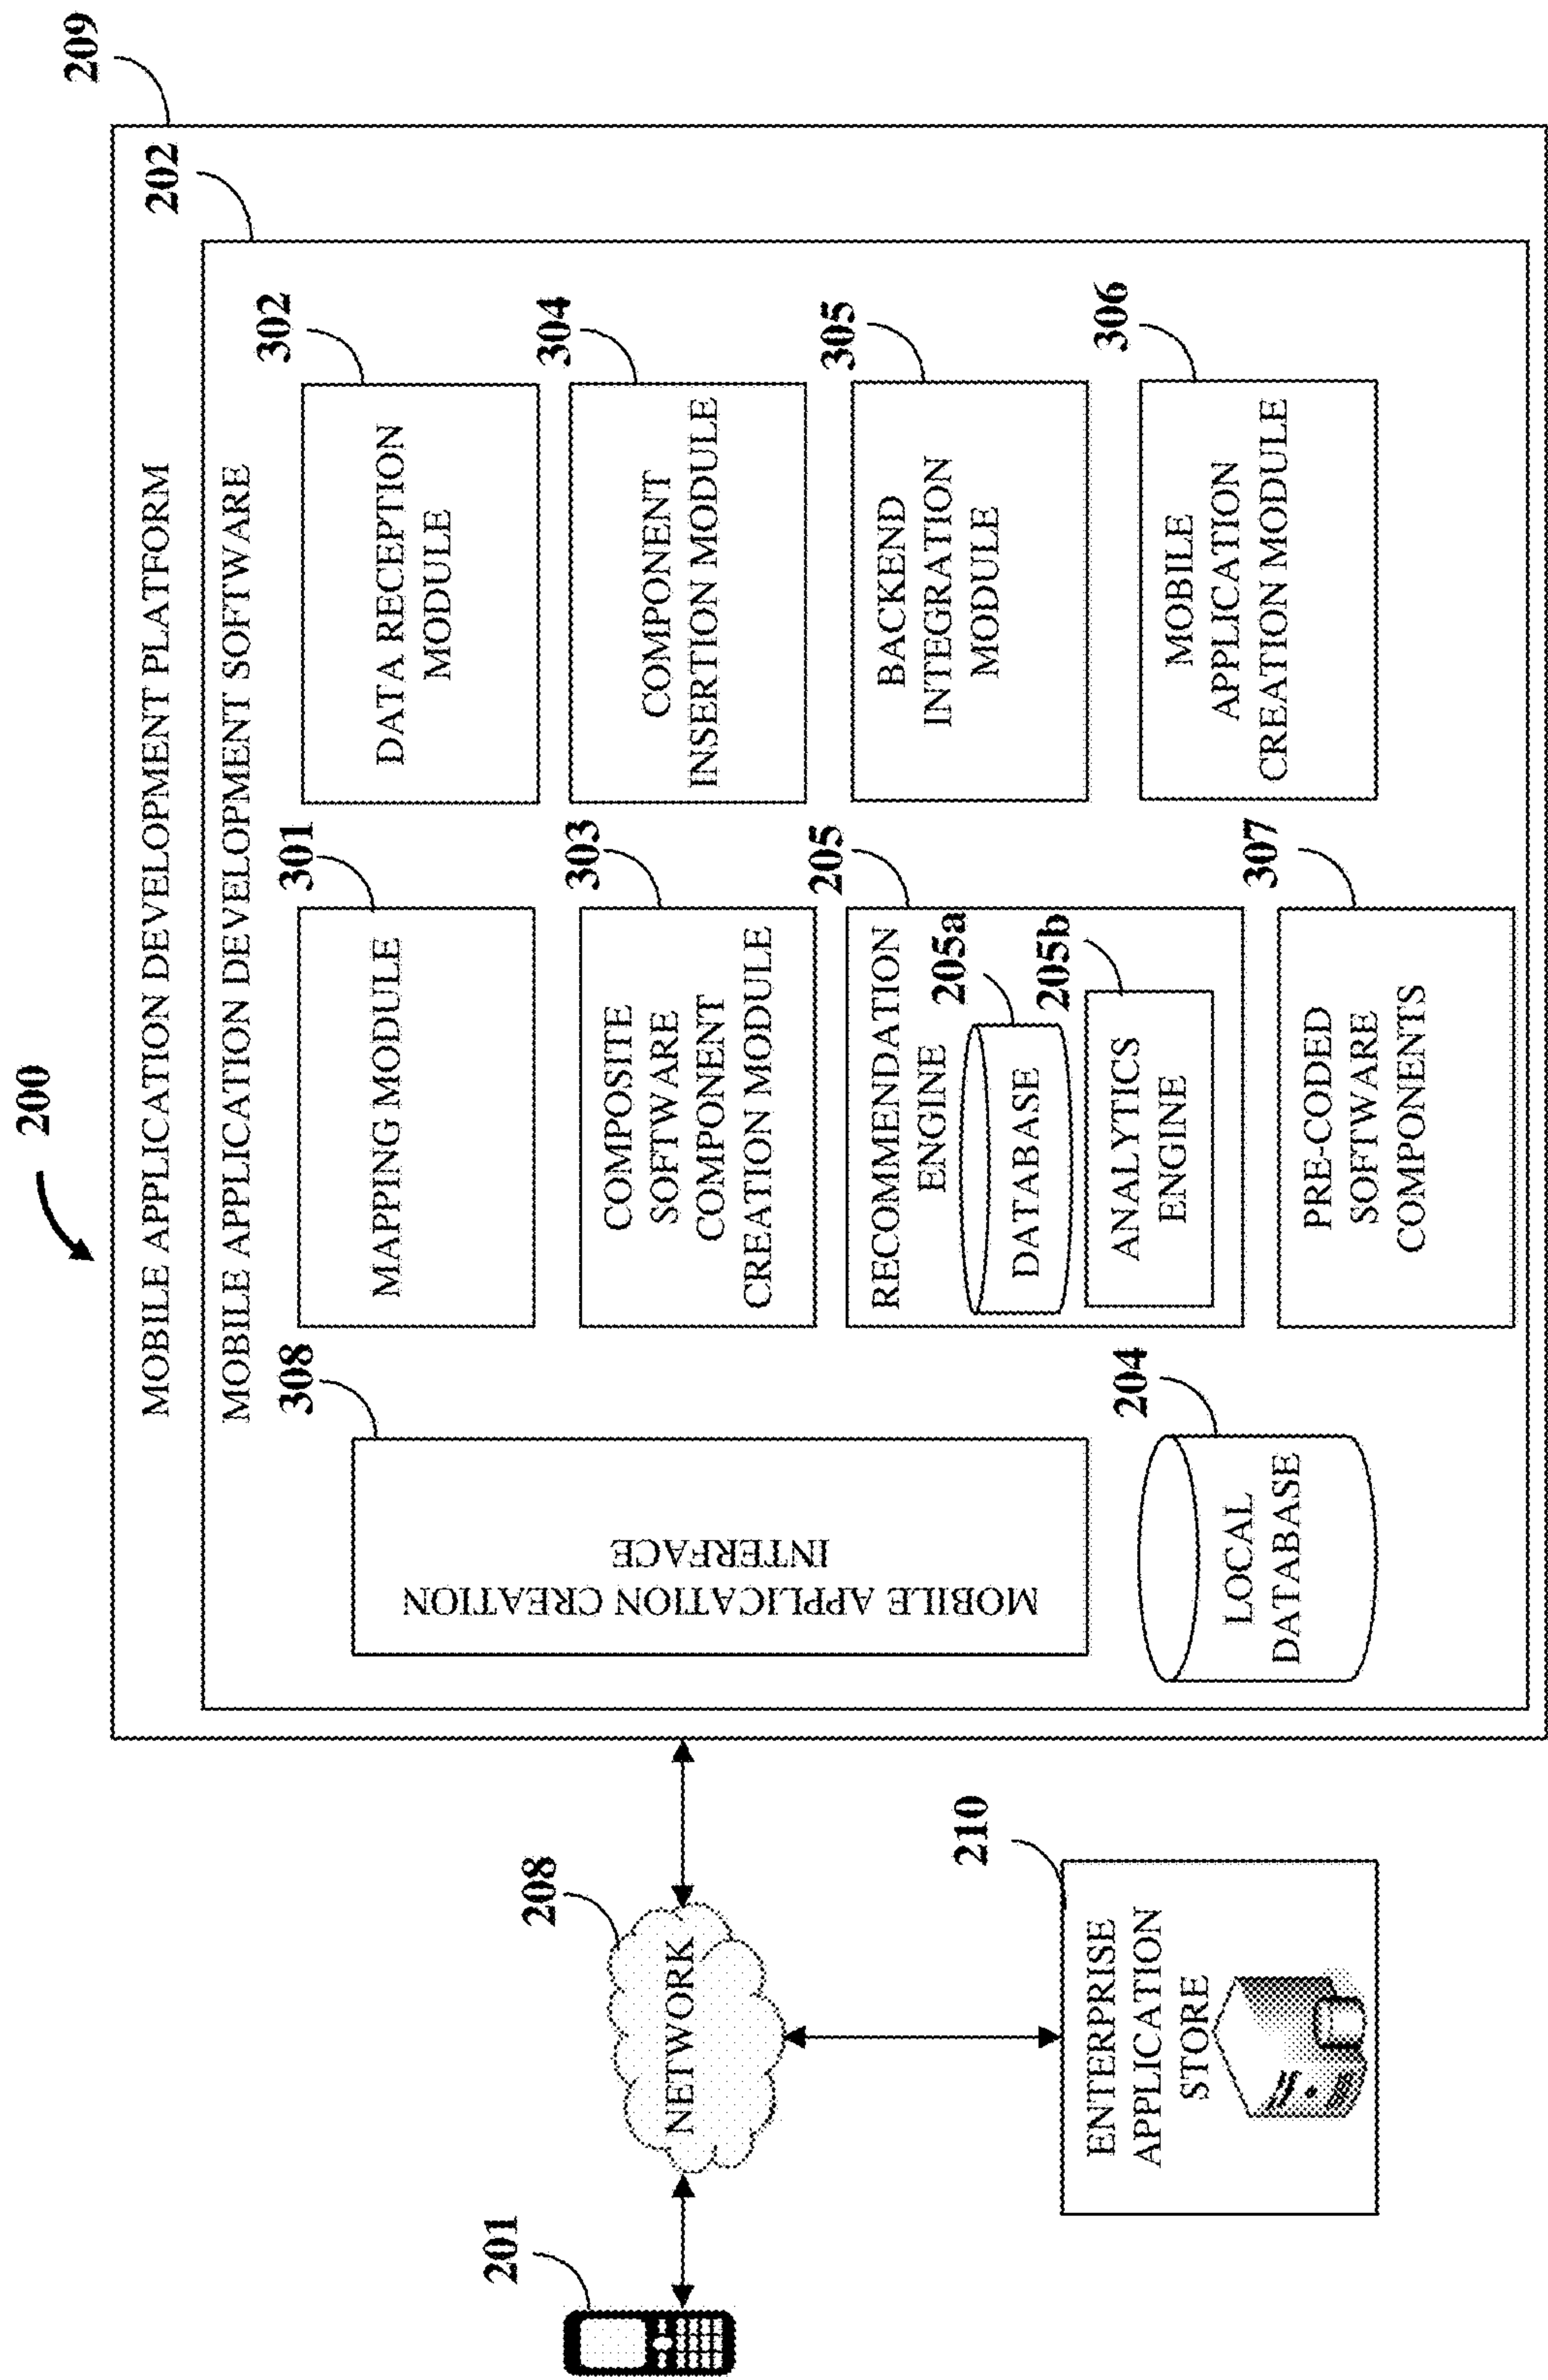 200
209
MOBILE APPLICATION DEVELOPMENT PLATFORM
202
MOBILE APPLICATION DEVELOPMENT SOFTWARE
308
MOBILE APPLICATION CREATION
INTERFACE
301
MAPPING MODULE
302
DATA RECEPTION
MODULE
303
COMPOSITE
SOFTWARE
COMPONENT
CREATION MODULE
304
COMPONENT
INSERTION MODULE
205
RECOMMENDATION
ENGINE
205a
DATABASE
205b
ANALYTICS
ENGINE
305
BACKEND
INTEGRATION
MODULE
204
LOCAL
DATABASE
307
PRE-CODED
SOFTWARE
COMPONENTS
306
MOBILE
APPLICATION
CREATION MODULE
201
208
NETWORK
210
ENTERPRISE
APPLICATION
STORE